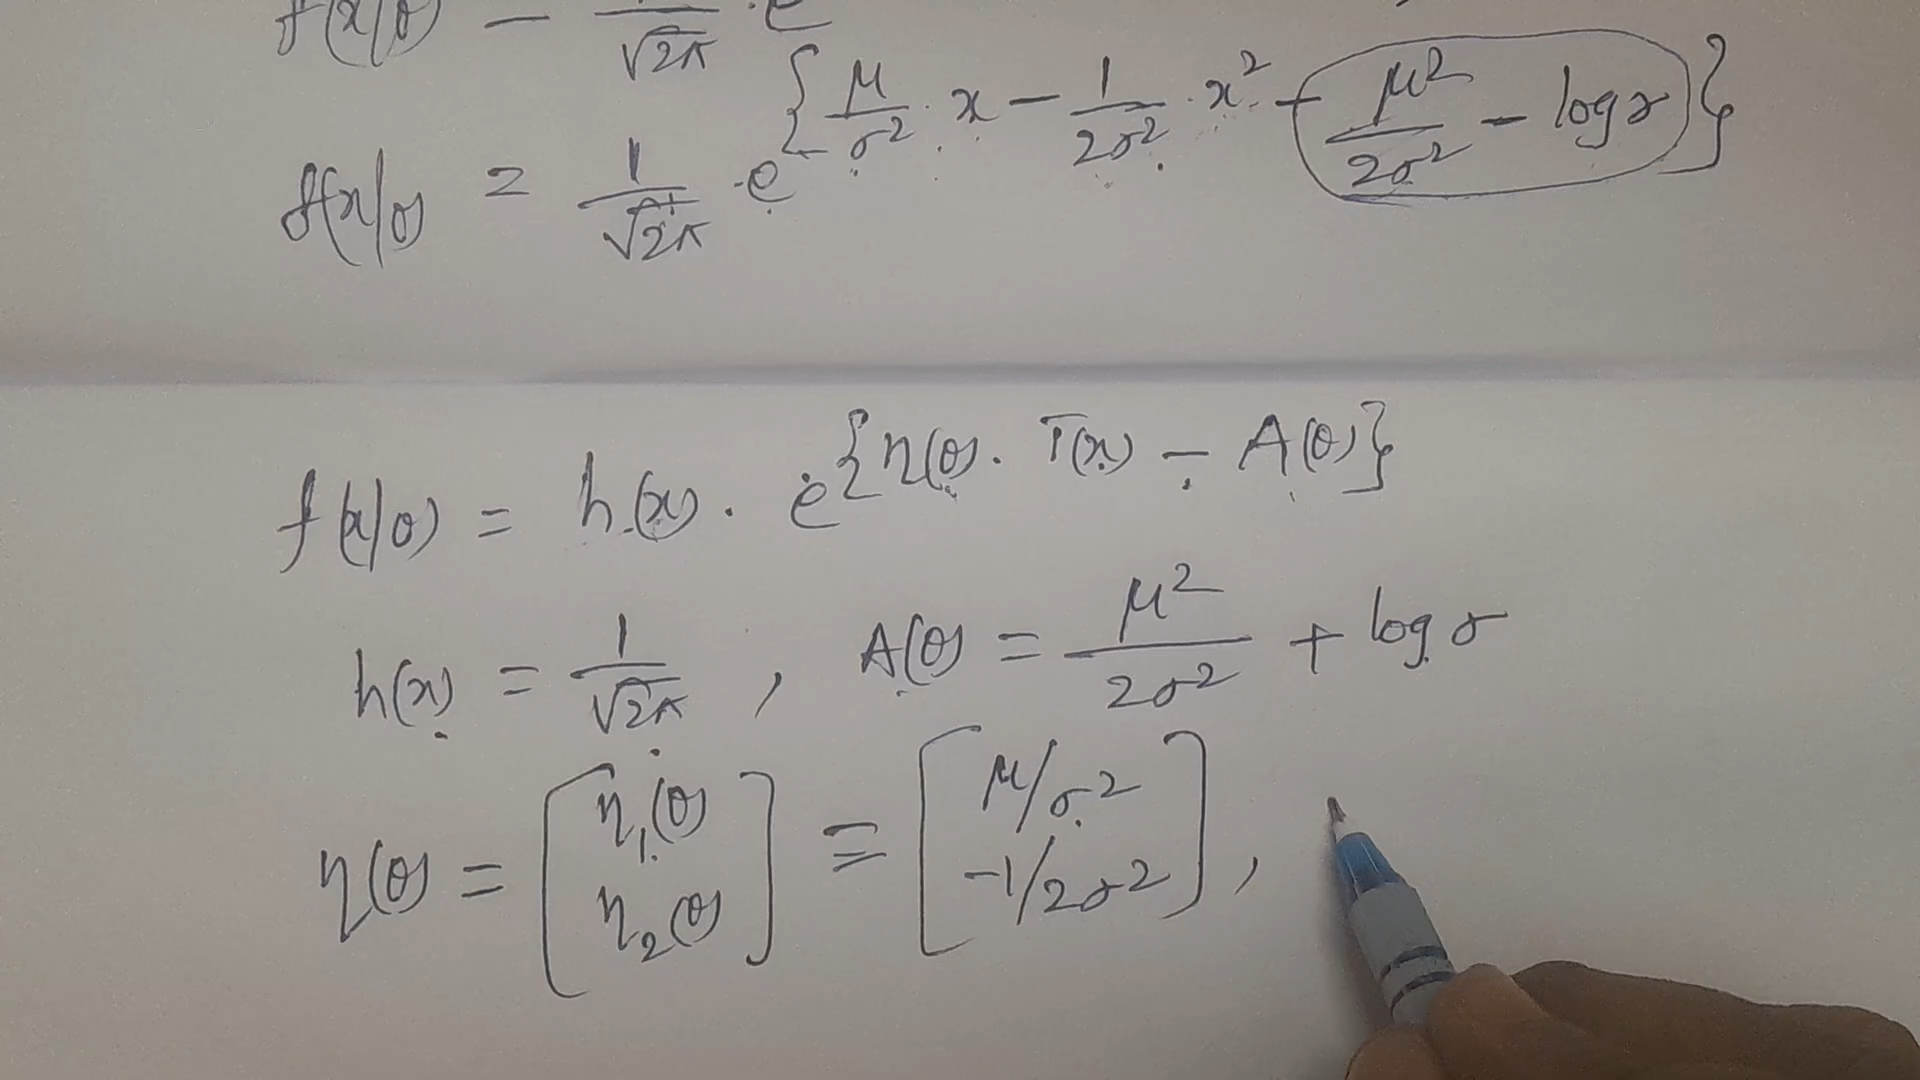 f(x|θ) = 1/√2π · e
f(x|θ) = 1/√2π · e^{μ/σ² · x − 1/2σ² · x² − μ²/2σ² − log σ}
f(x|θ) = h(x) · e^{η(θ) · T(x) − A(θ)}
h(x) = 1/√2π , A(θ) = μ²/2σ² + log σ
η(θ) = [η₁(θ) η₂(θ)] = [μ/σ² −1/2σ²] ,